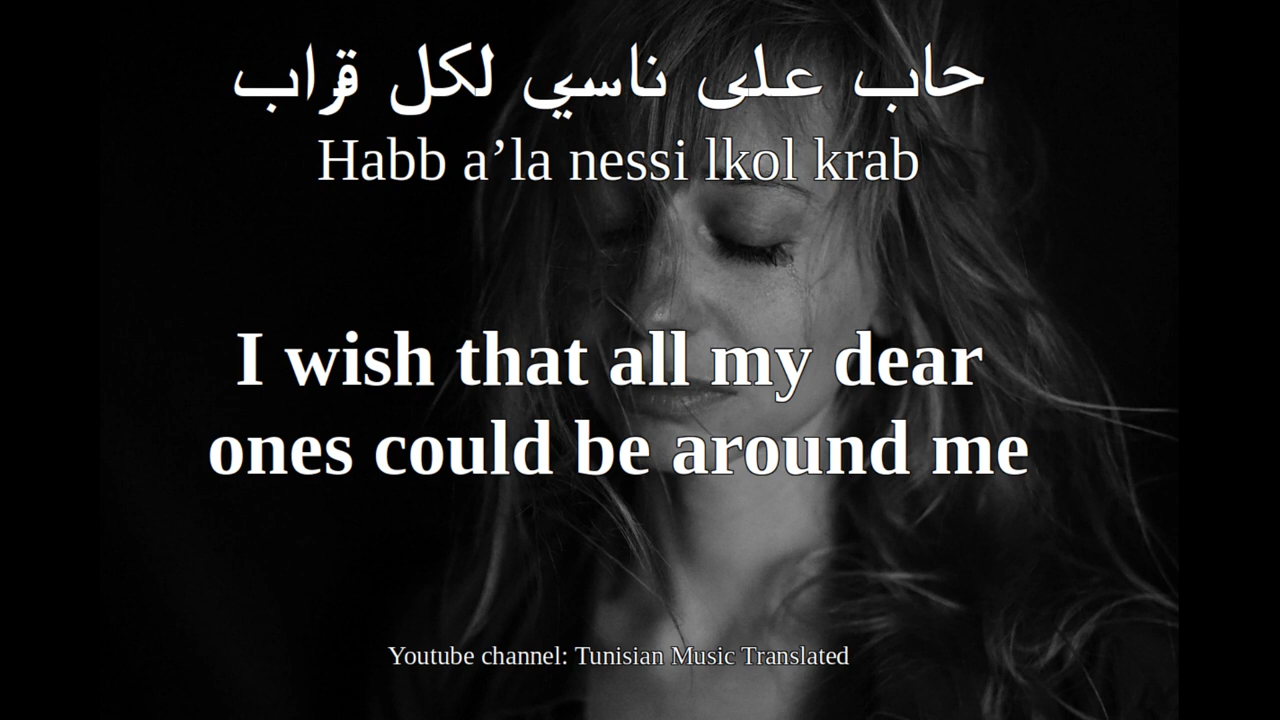 حاب على ناسي لكل قراب
Habb a’la nessi lkol krab
I wish that all my dear
ones could be around me
Youtube channel: Tunisian Music Translated